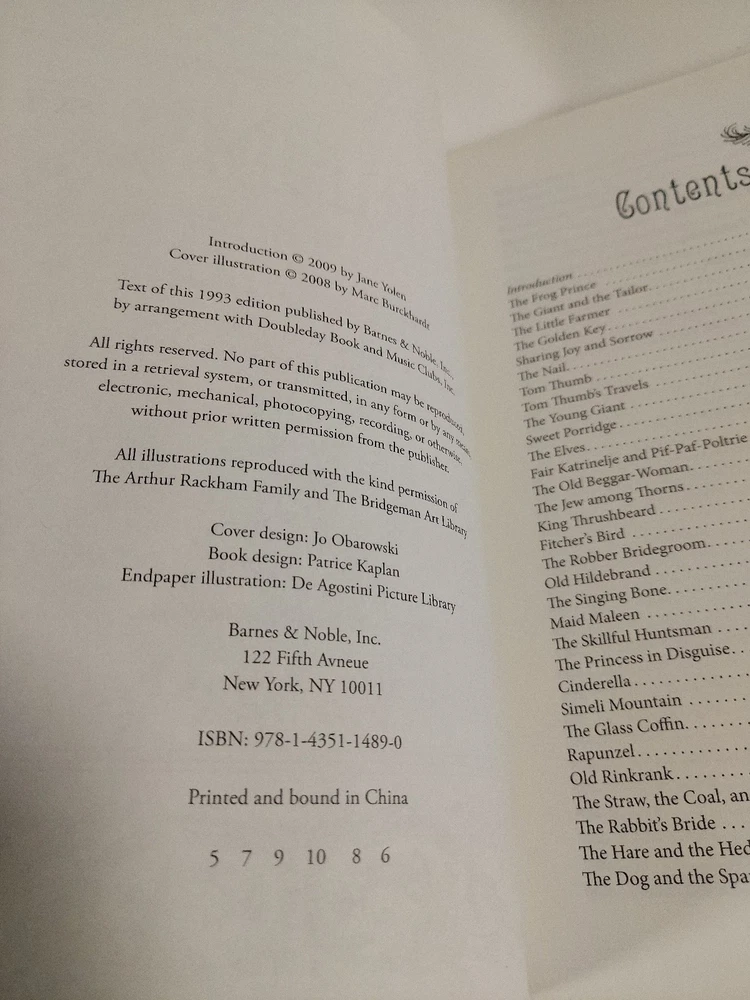 Introduction © 2009 by Jane Yolen
Cover illustration © 2008 by Marc Burckhardt
Text of this 1993 edition published by Barnes & Noble, Inc.,
by arrangement with Doubleday Book and Music Clubs, Inc.
All rights reserved. No part of this publication may be reproduced,
stored in a retrieval system, or transmitted, in any form or by any means,
electronic, mechanical, photocopying, recording, or otherwise,
without prior written permission from the publisher.
All illustrations reproduced with the kind permission of
The Arthur Rackham Family and The Bridgeman Art Library
Cover design: Jo Obarowski
Book design: Patrice Kaplan
Endpaper illustration: De Agostini Picture Library
Barnes & Noble, Inc.
122 Fifth Avneue
New York, NY 10011
ISBN: 978-1-4351-1489-0
Printed and bound in China
5 7 9 10 8 6
Contents
Introduction
The Frog Prince
The Giant and the Tailor
The Little Farmer
The Golden Key
Sharing Joy and Sorrow
The Nail
Tom Thumb
Tom Thumb's Travels
The Young Giant
Sweet Porridge
The Elves
Fair Katrinelje and Pif-Paf-Poltrie
The Old Beggar-Woman
The Jew among Thorns
King Thrushbeard
Fitcher's Bird
The Robber Bridegroom
Old Hildebrand
The Singing Bone
Maid Maleen
The Skillful Huntsman
The Princess in Disguise
Cinderella
Simeli Mountain
The Glass Coffin
Rapunzel
Old Rinkrank
The Straw, the Coal, an
The Rabbit's Bride
The Hare and the Hed
The Dog and the Spa